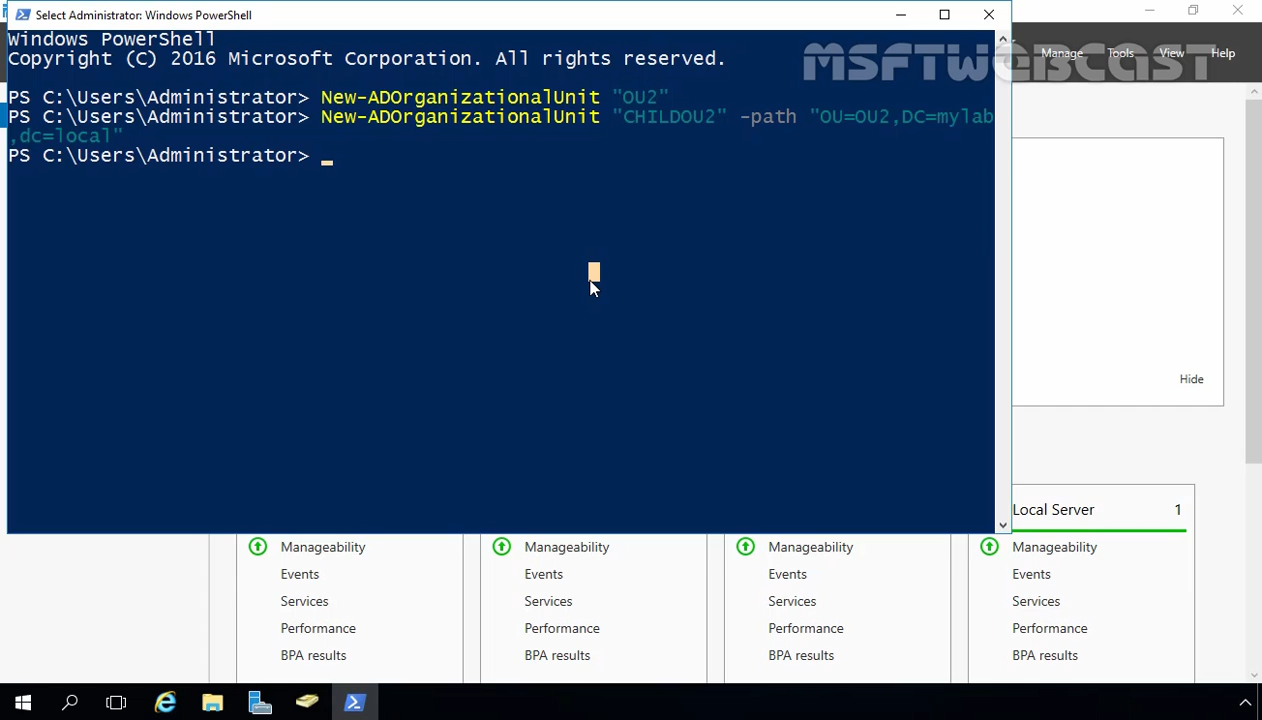 Select Administrator: Windows PowerShell
Windows PowerShell
Copyright (C) 2016 Microsoft Corporation. All rights reserved.
MSFTWEBCAST
Manage Tools View Help
PS C:\Users\Administrator> New-ADOrganizationalUnit "OU2"
PS C:\Users\Administrator> New-ADOrganizationalUnit "CHILDOU2" -path "OU=OU2,DC=mylab
,dc=local"
PS C:\Users\Administrator>
Hide
Local Server 1
Manageability Manageability Manageability Manageability
Events Events Events Events
Services Services Services Services
Performance Performance Performance Performance
BPA results BPA results BPA results BPA results